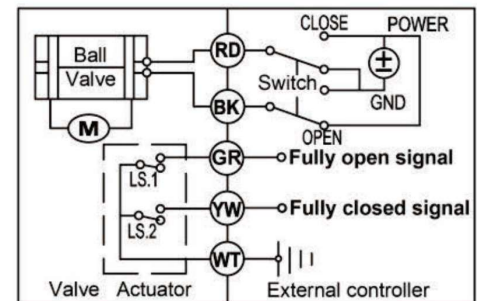 CLOSE POWER
RD
Ball
Valve
Switch
±
GND
BK
M
OPEN
GR Fully open signal
LS.1
YW Fully closed signal
LS.2
WT
Valve Actuator External controller